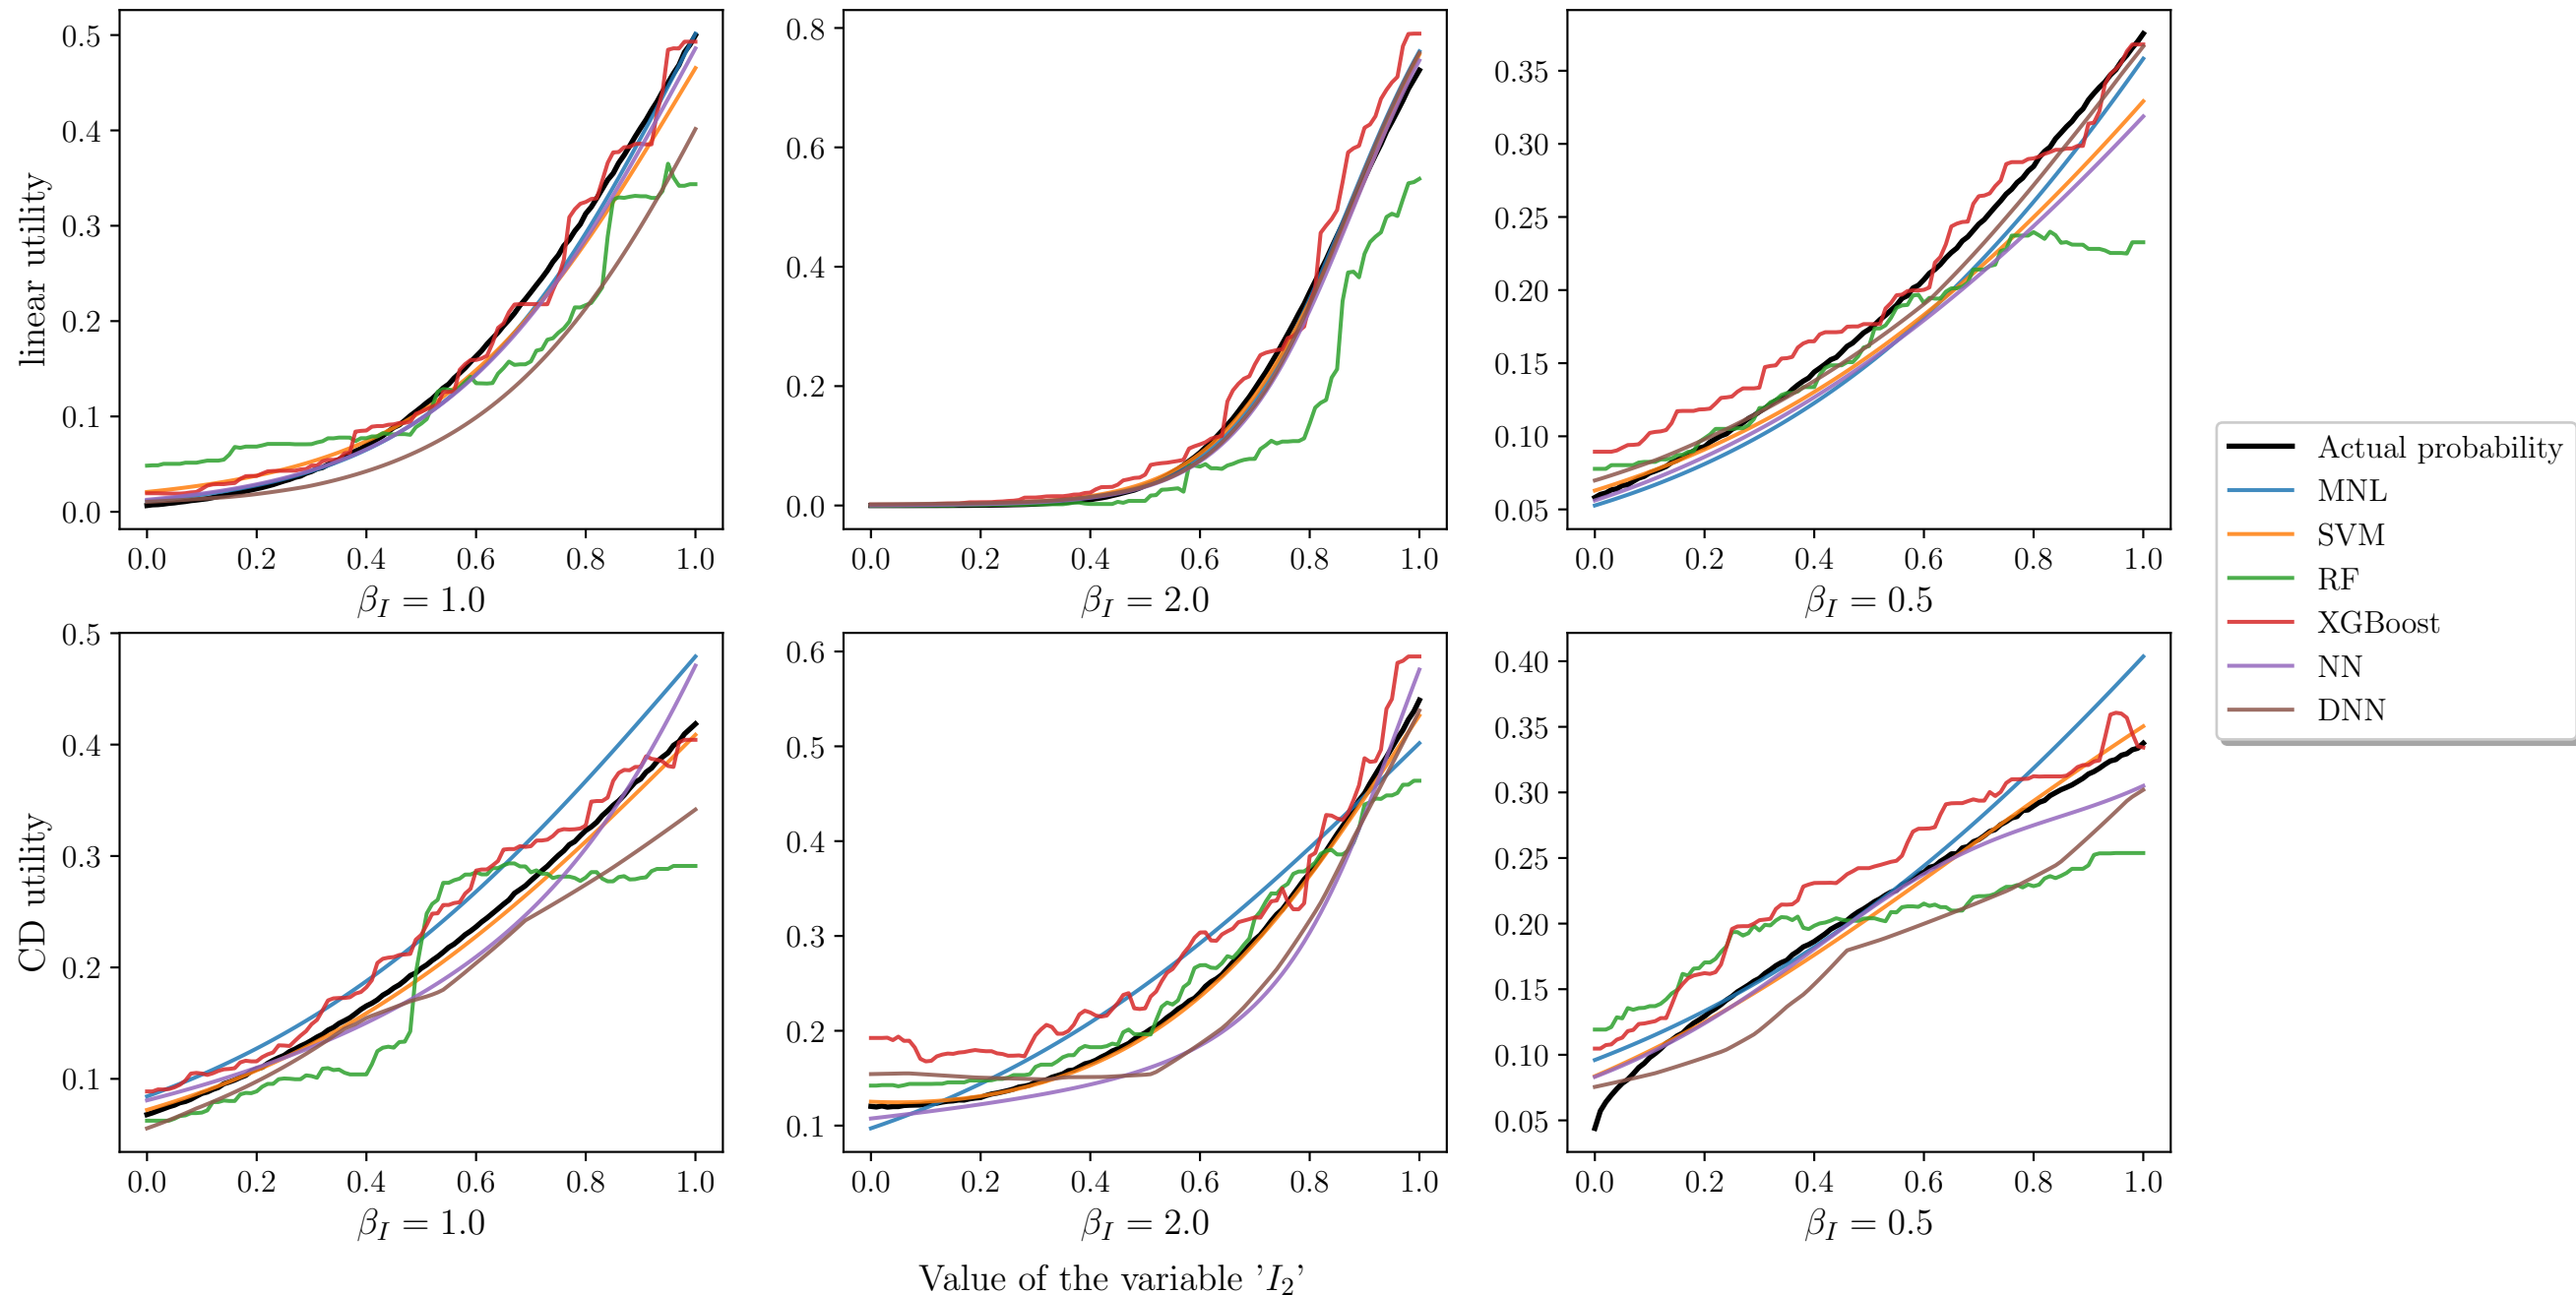 linear utility
0.5
0.4
0.3
0.2
0.1
0.0
0.0 0.2 0.4 0.6 0.8 1.0
β_I = 1.0
0.8
0.6
0.4
0.2
0.0
0.0 0.2 0.4 0.6 0.8 1.0
β_I = 2.0
0.35
0.30
0.25
0.20
0.15
0.10
0.05
0.0 0.2 0.4 0.6 0.8 1.0
β_I = 0.5
Actual probability
MNL
SVM
RF
XGBoost
NN
DNN
CD utility
0.5
0.4
0.3
0.2
0.1
0.0 0.2 0.4 0.6 0.8 1.0
β_I = 1.0
0.6
0.5
0.4
0.3
0.2
0.1
0.0 0.2 0.4 0.6 0.8 1.0
β_I = 2.0
0.40
0.35
0.30
0.25
0.20
0.15
0.10
0.05
0.0 0.2 0.4 0.6 0.8 1.0
β_I = 0.5
Value of the variable ’I₂’